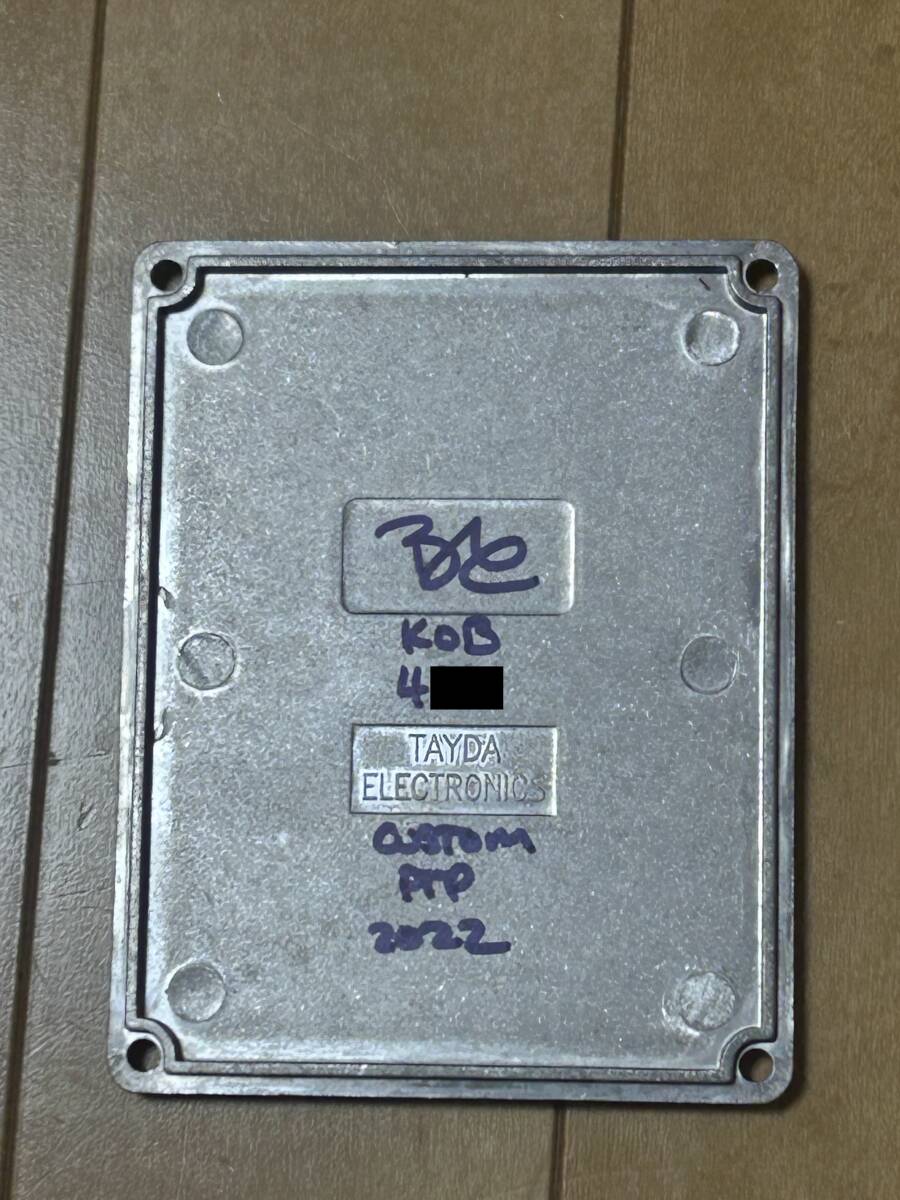 KOB
4
TAYDA
ELECTRONICS
CUSTOM
PTP
2022